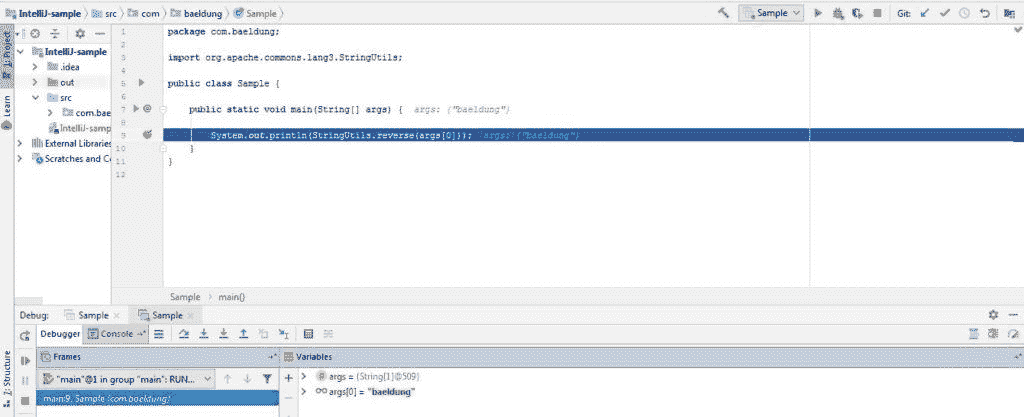 IntelliJ-sample src com baeldung Sample
Sample Git:
1: Project
Learn
Z: Structure
IntelliJ-sample
.idea
out
src
com.bae
IntelliJ-samp
External Libraries
Scratches and Co
1 package com.baeldung;
2
3 import org.apache.commons.lang3.StringUtils;
4
5 public class Sample {
6
7 public static void main(String[] args) { args: {"baeldung"}
8
9 System.out.println(StringUtils.reverse(args[0])); args: {"baeldung"}
10 }
11 }
12
Sample main()
Debug: Sample Sample
Debugger Console
Frames
Variables
"main"@1 in group "main": RUN...
main:9, Sample (com.baeldung)
args = {String[1]@509}
args[0] = "baeldung"